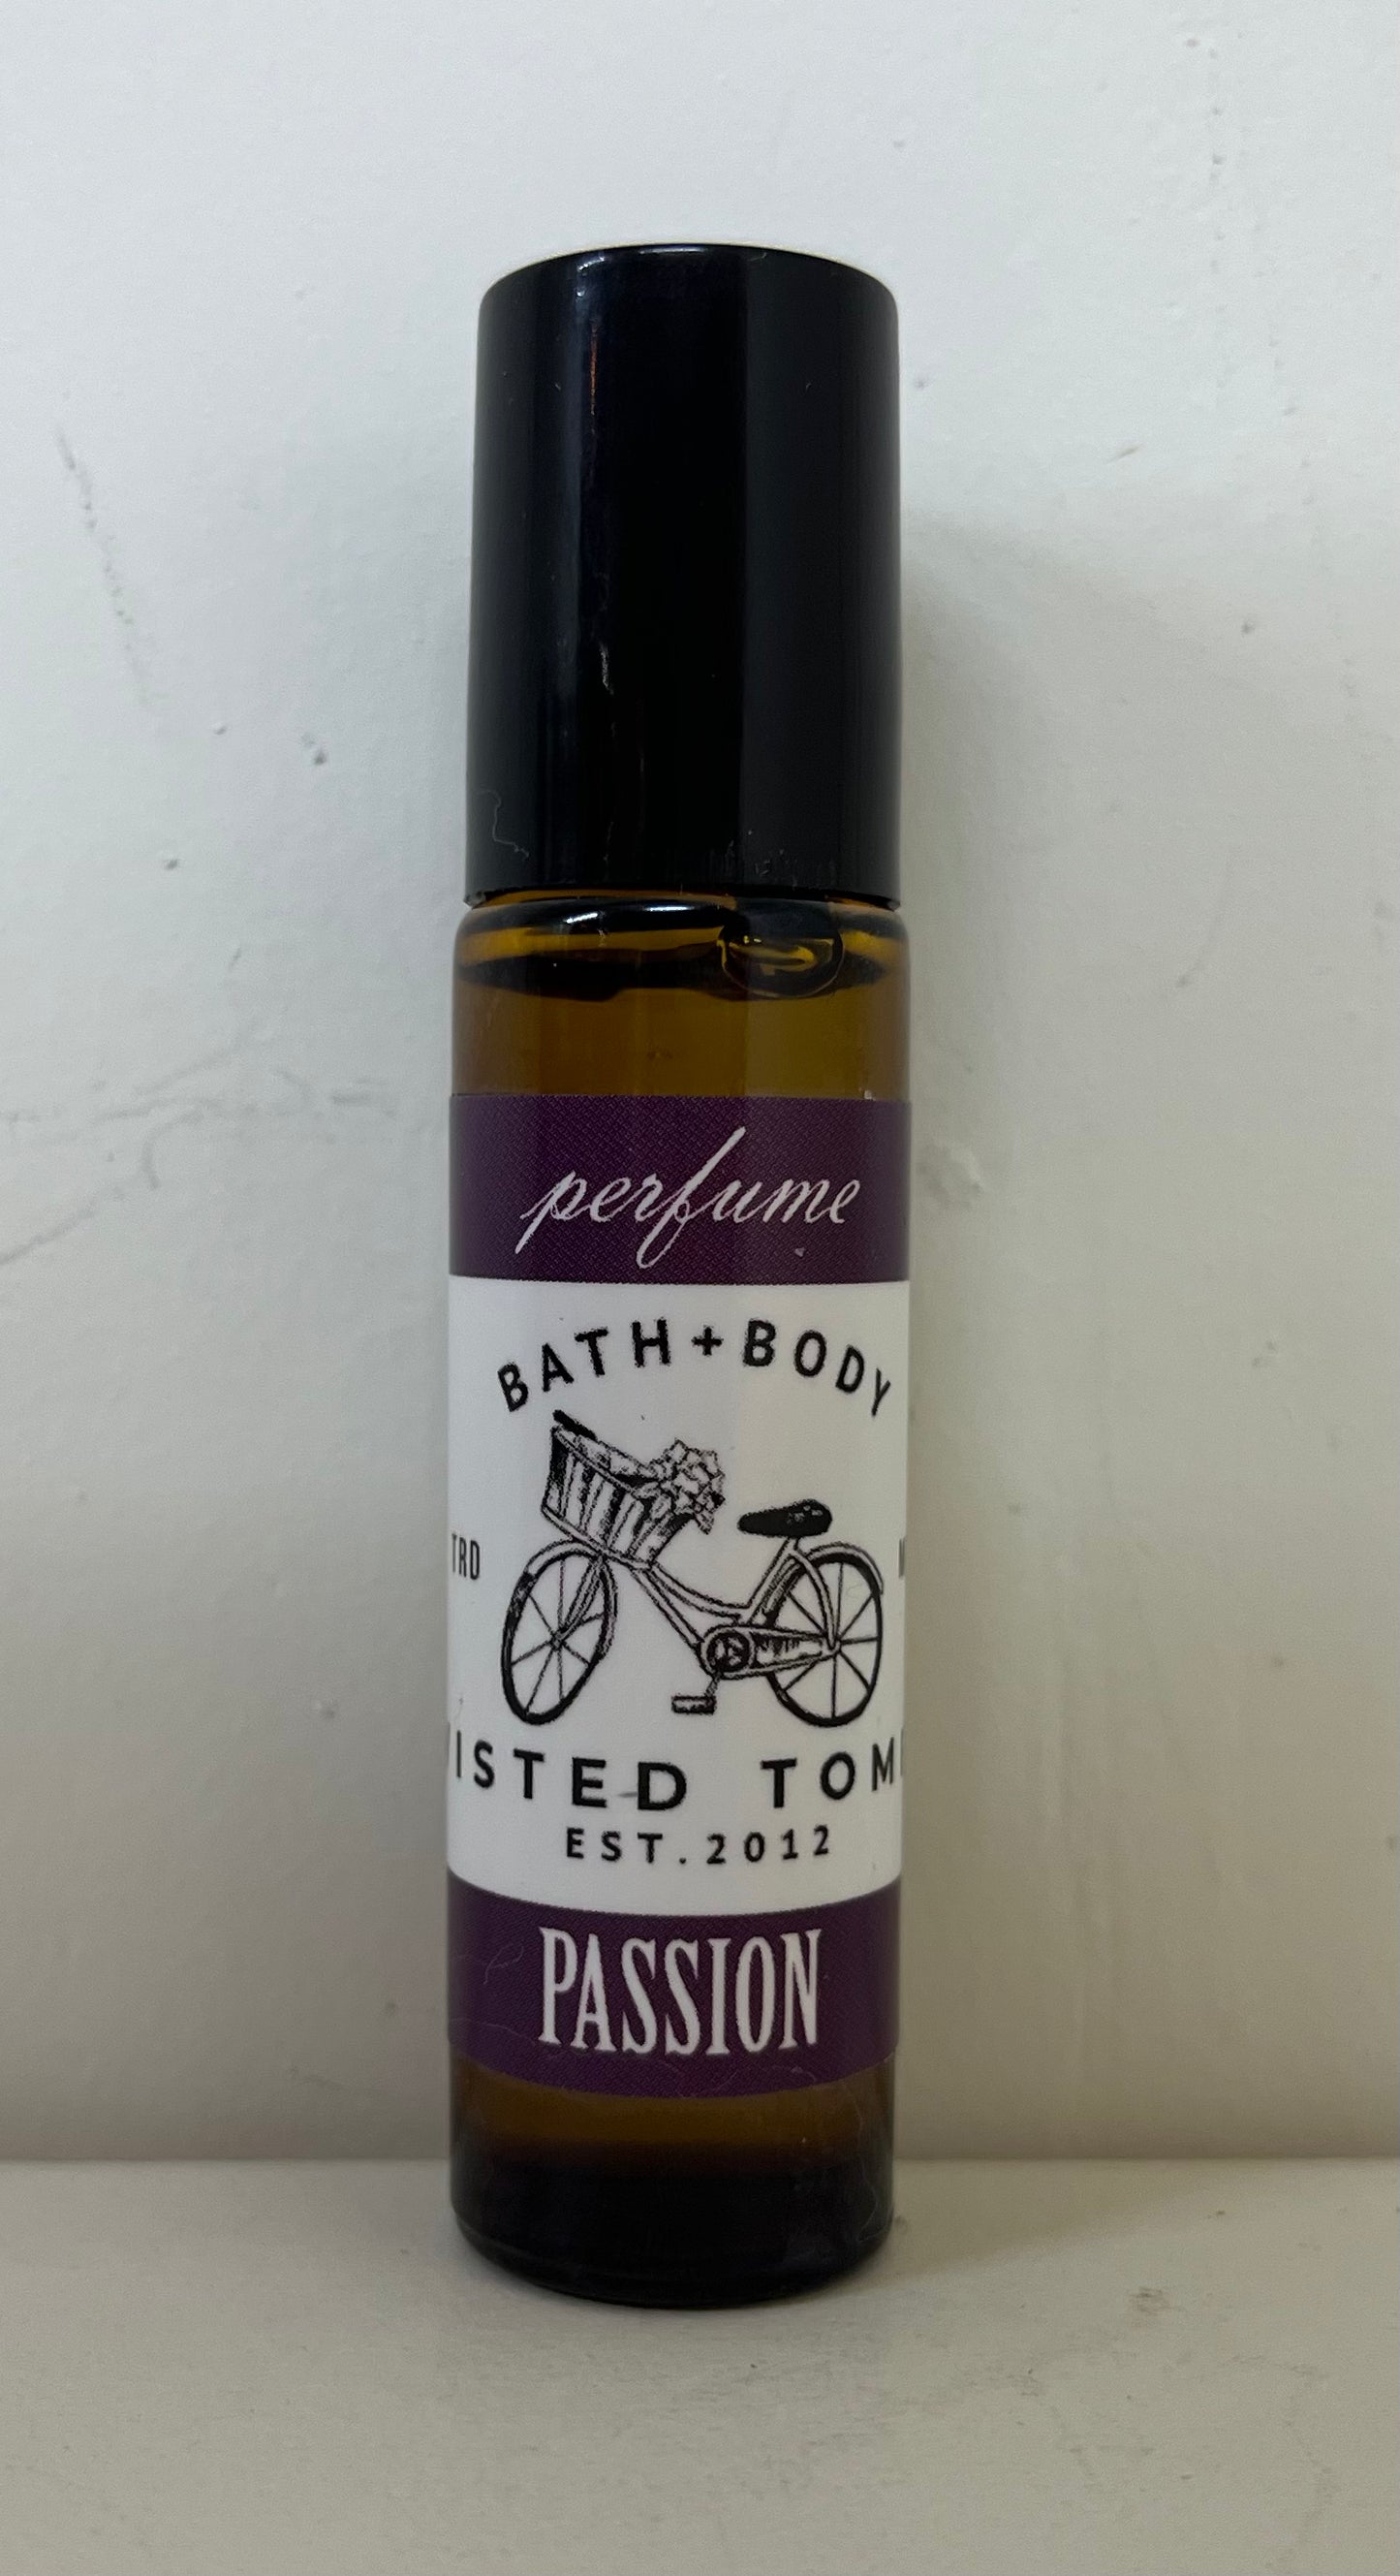 perfume
BATH+BODY
TRD
ISTED TOM
EST.2012
PASSION